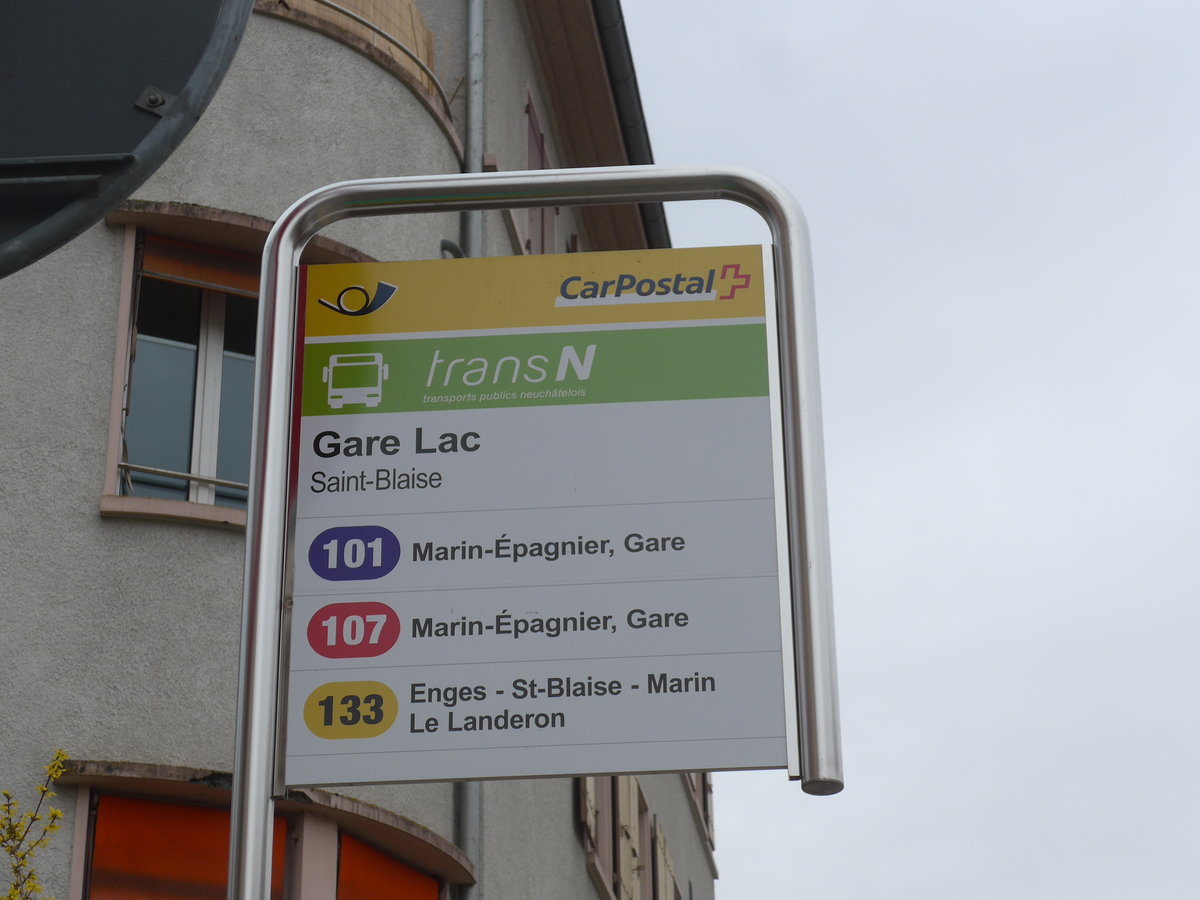 CarPostal
transN
transports publics neuchâtelois
Gare Lac
Saint-Blaise
101 Marin-Épagnier, Gare
107 Marin-Épagnier, Gare
133 Enges - St-Blaise - Marin
Le Landeron